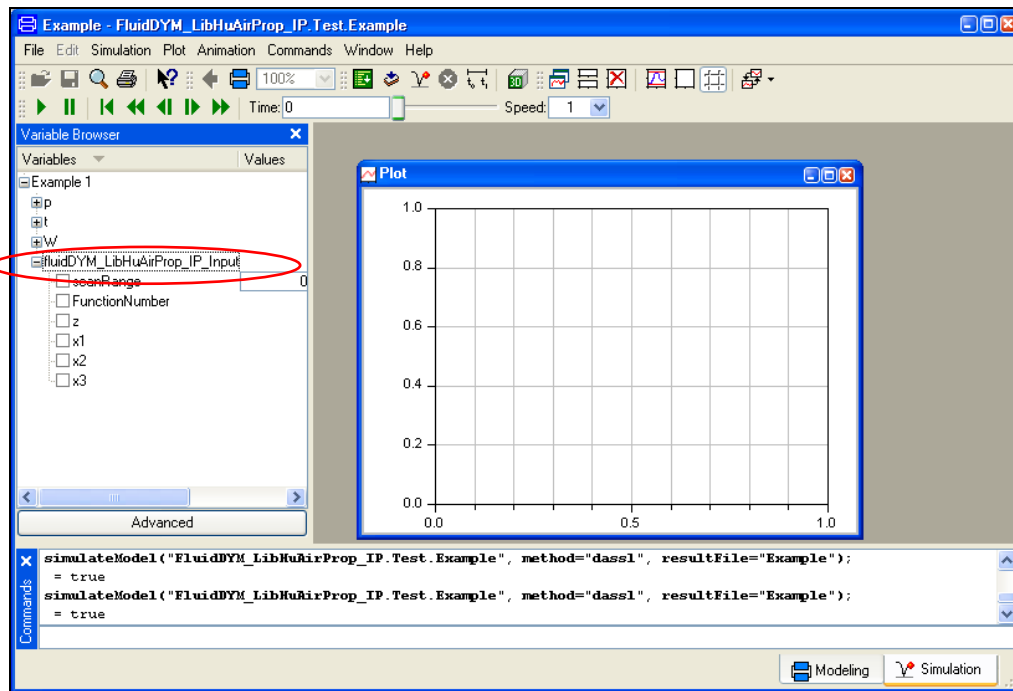 Example - FluidDYM_LibHuAirProp_IP.Test.Example
File Edit Simulation Plot Animation Commands Window Help
100%
3D
Time: 0 Speed: 1
Variable Browser
Variables Values
Example 1
p
t
W
fluidDYM_LibHuAirProp_IP_Input
scanRange 0
FunctionNumber
z
x1
x2
x3
Advanced
Plot
1.0
0.8
0.6
0.4
0.2
0.0
0.0 0.5 1.0
Commands
simulateModel("FluidDYM_LibHuAirProp_IP.Test.Example", method="dassl", resultFile="Example");
= true
simulateModel("FluidDYM_LibHuAirProp_IP.Test.Example", method="dassl", resultFile="Example");
= true
Modeling Simulation